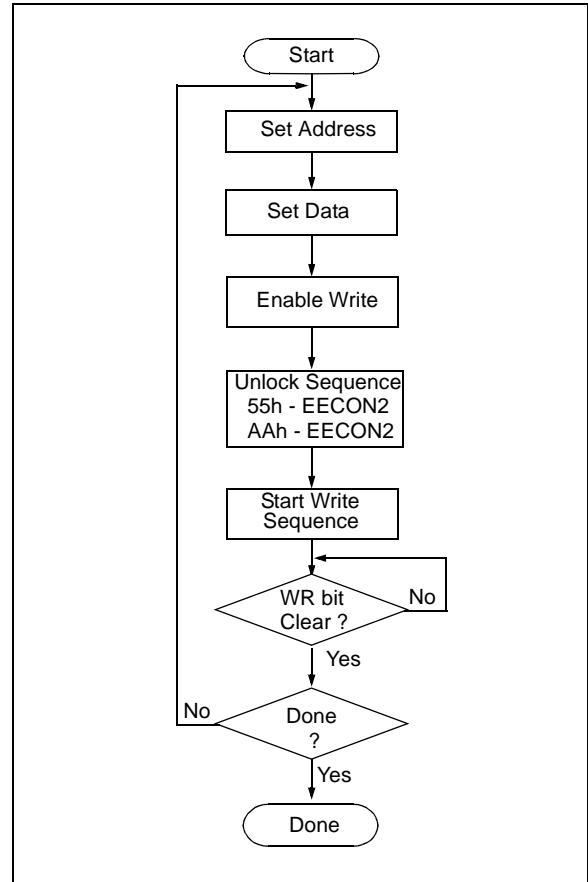 Start
Set Address
Set Data
Enable Write
Unlock Sequence
55h - EECON2
AAh - EECON2
Start Write
Sequence
WR bit
Clear ?
No
Yes
No
Done
?
Yes
Done